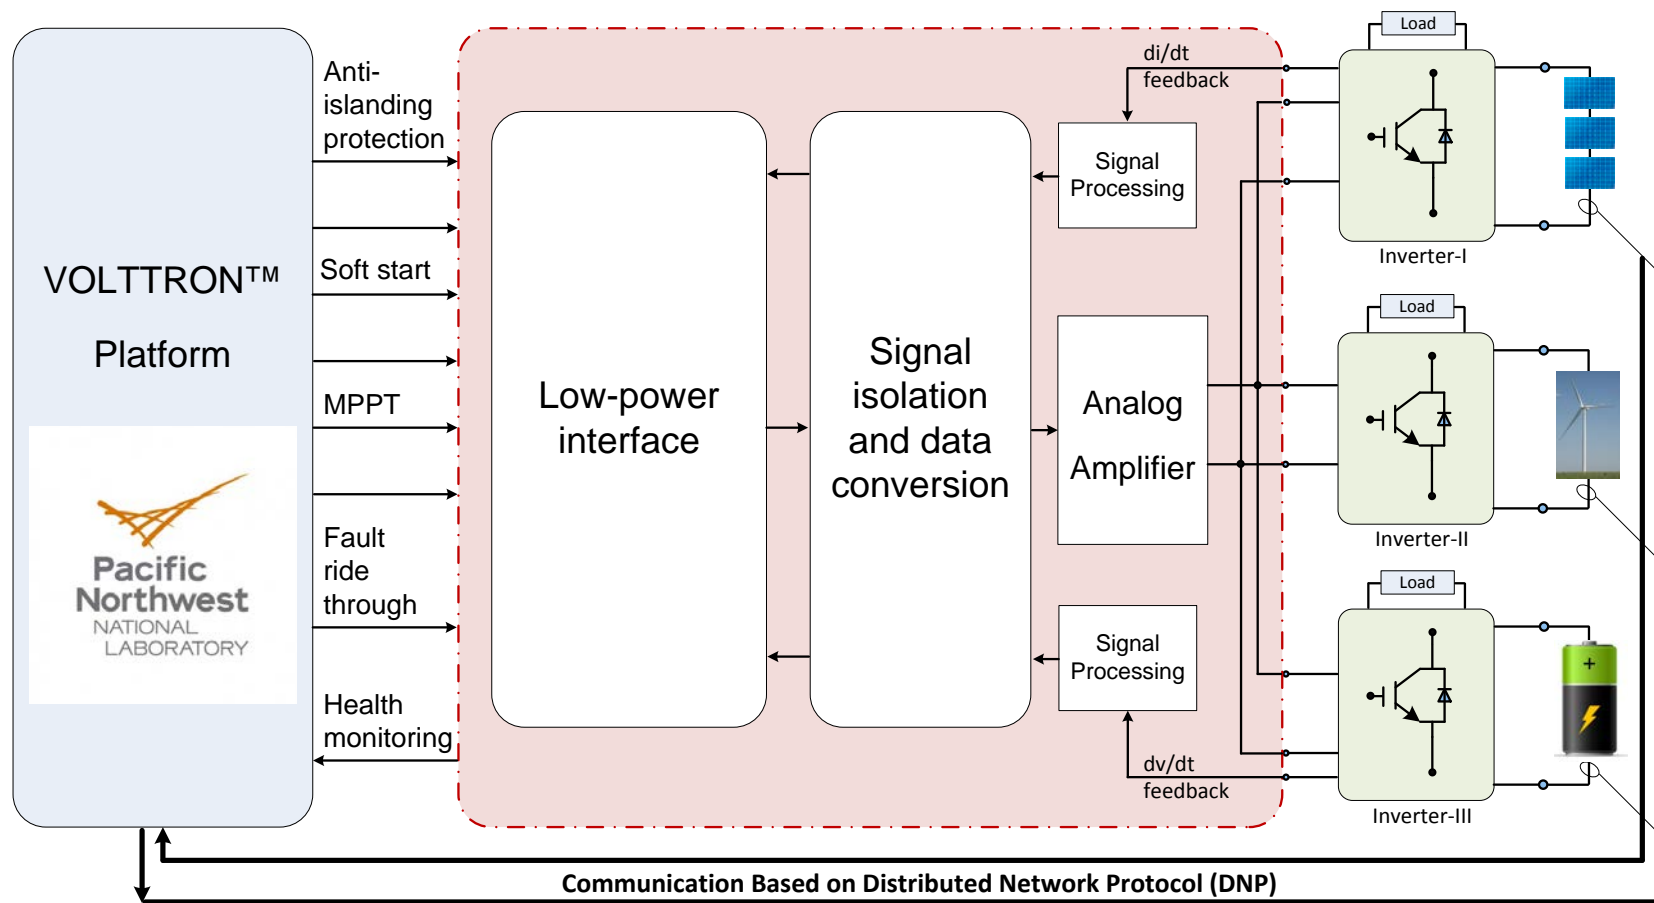 VOLTTRON™
Platform
Pacific
Northwest
NATIONAL
LABORATORY
Anti-
islanding
protection
Soft start
MPPT
Fault
ride
through
Health
monitoring
Low-power
interface
Signal
isolation
and data
conversion
di/dt
feedback
Signal
Processing
Analog
Amplifier
Signal
Processing
dv/dt
feedback
Load
Inverter-I
Load
Inverter-II
Load
Inverter-III
+
Communication Based on Distributed Network Protocol (DNP)